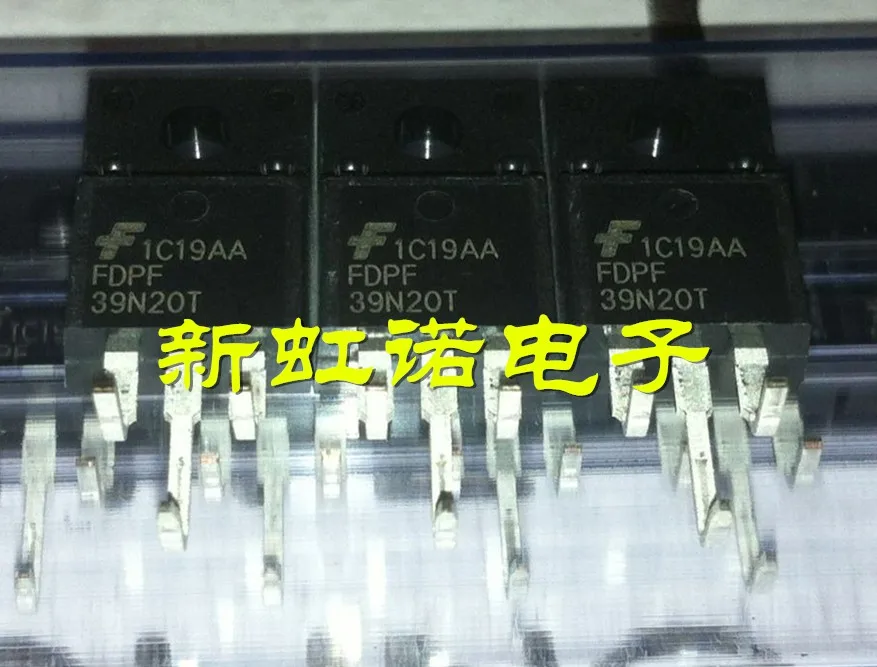 1C19AA
FDPF
39N20T
1C19AA
FDPF
39N20T
1C19AA
FDPF
39N20T
新虹诺电子